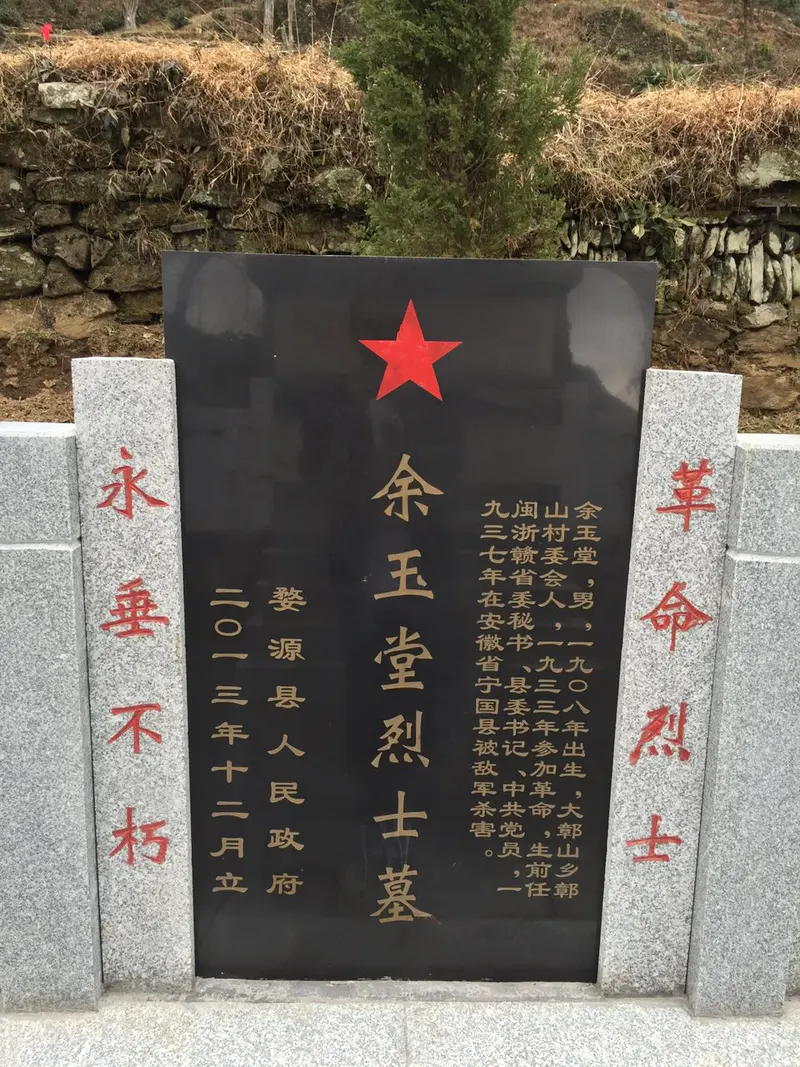 革命烈士
余玉堂，男，一九〇八年出生，大鄣山乡鄣
山村委会人，一九三三年参加革命，生前任
闽浙赣省委秘书、县委书记、中共党员，一
九三七年在安徽省宁国县被敌军杀害。
余玉堂烈士墓
婺源县人民政府
二〇一三年十二月立
永垂不朽